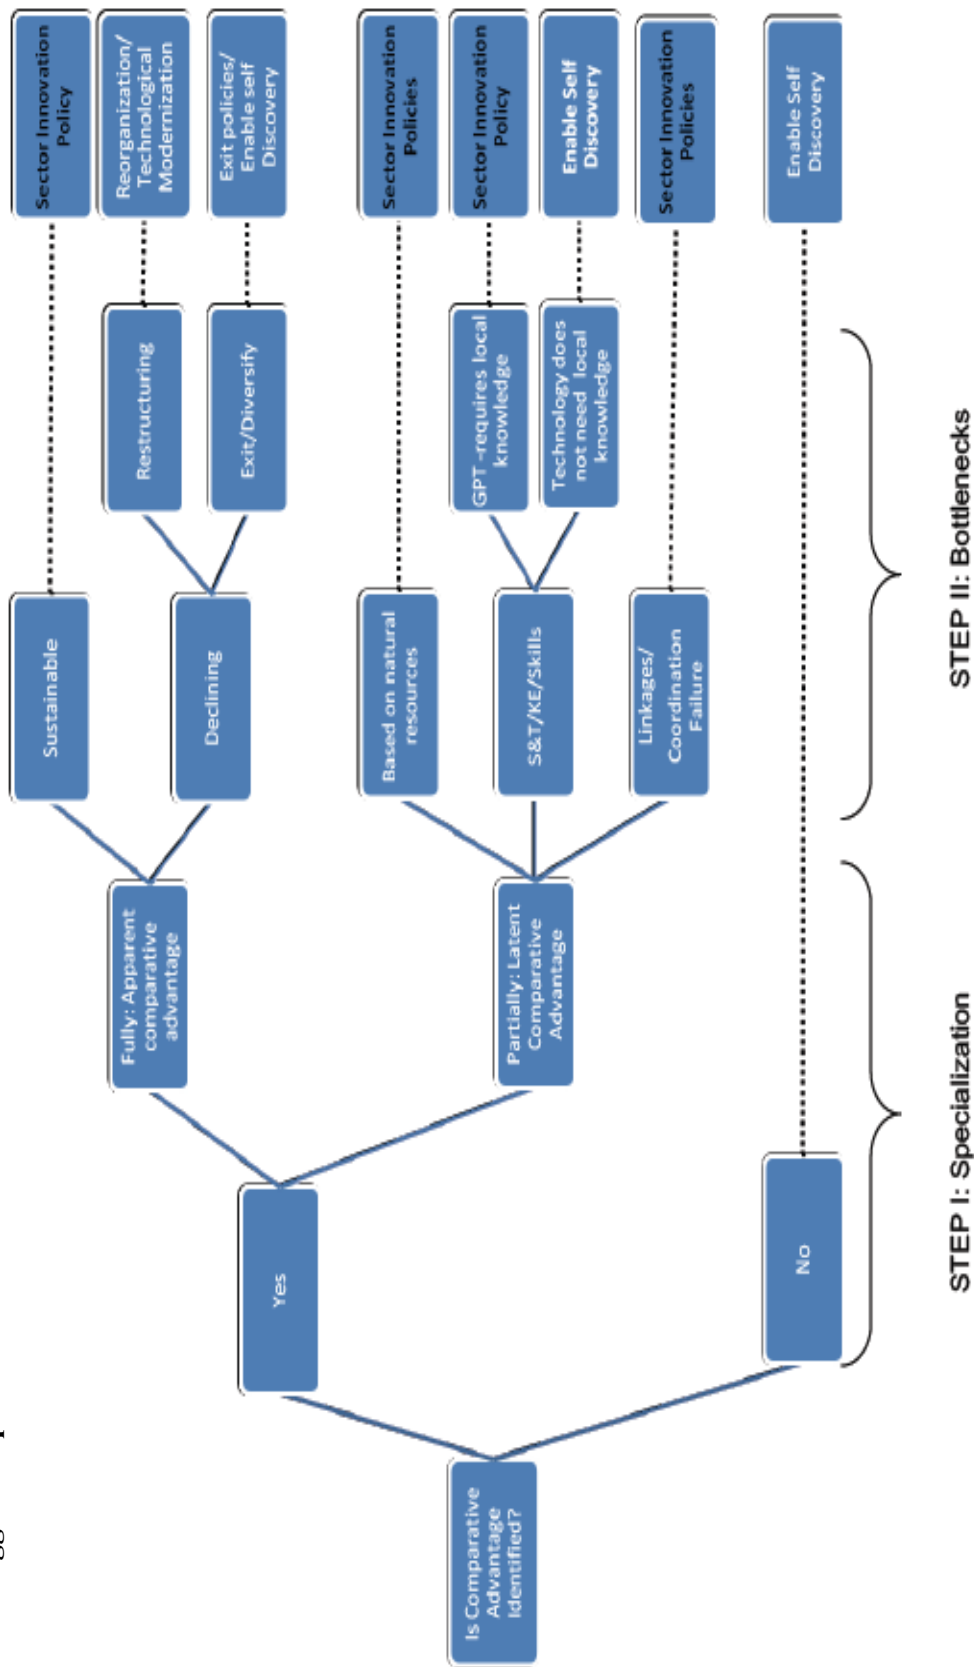 Is Comparative
Advantage
Identified?
Yes
No
Fully: Apparent
comparative
advantage
Partially: Latent
Comparative
Advantage
Sustainable
Declining
Based on natural
resources
S&T/KE/Skills
Linkages/
Coordination
Failure
Restructuring
Exit/Diversify
GPT –requires local
knowledge
Technology does
not need local
knowledge
Sector Innovation
Policy
Reorganization/
Technological
Modernization
Exit policies/
Enable self
Discovery
Sector Innovation
Policies
Sector Innovation
Policy
Enable Self
Discovery
Sector Innovation
Policies
Enable Self
Discovery
STEP I: Specialization
STEP II: Bottlenecks